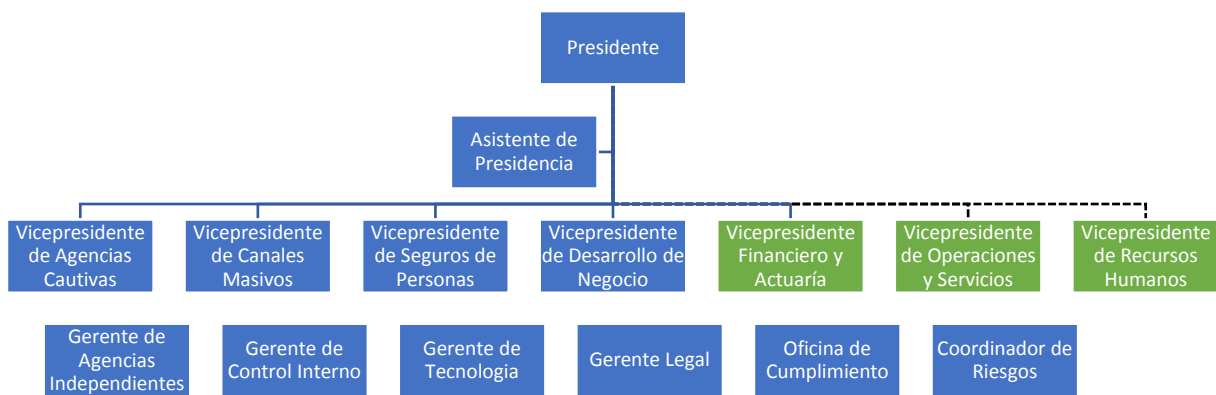 Presidente
Asistente de
Presidencia
Vicepresidente
de Agencias
Cautivas
Vicepresidente
de Canales
Masivos
Vicepresidente
de Seguros de
Personas
Vicepresidente
de Desarrollo de
Negocio
Vicepresidente
Financiero y
Actuaría
Vicepresidente
de Operaciones
y Servicios
Vicepresidente
de Recursos
Humanos
Gerente de
Agencias
Independientes
Gerente de
Control Interno
Gerente de
Tecnologia
Gerente Legal
Oficina de
Cumplimiento
Coordinador de
Riesgos